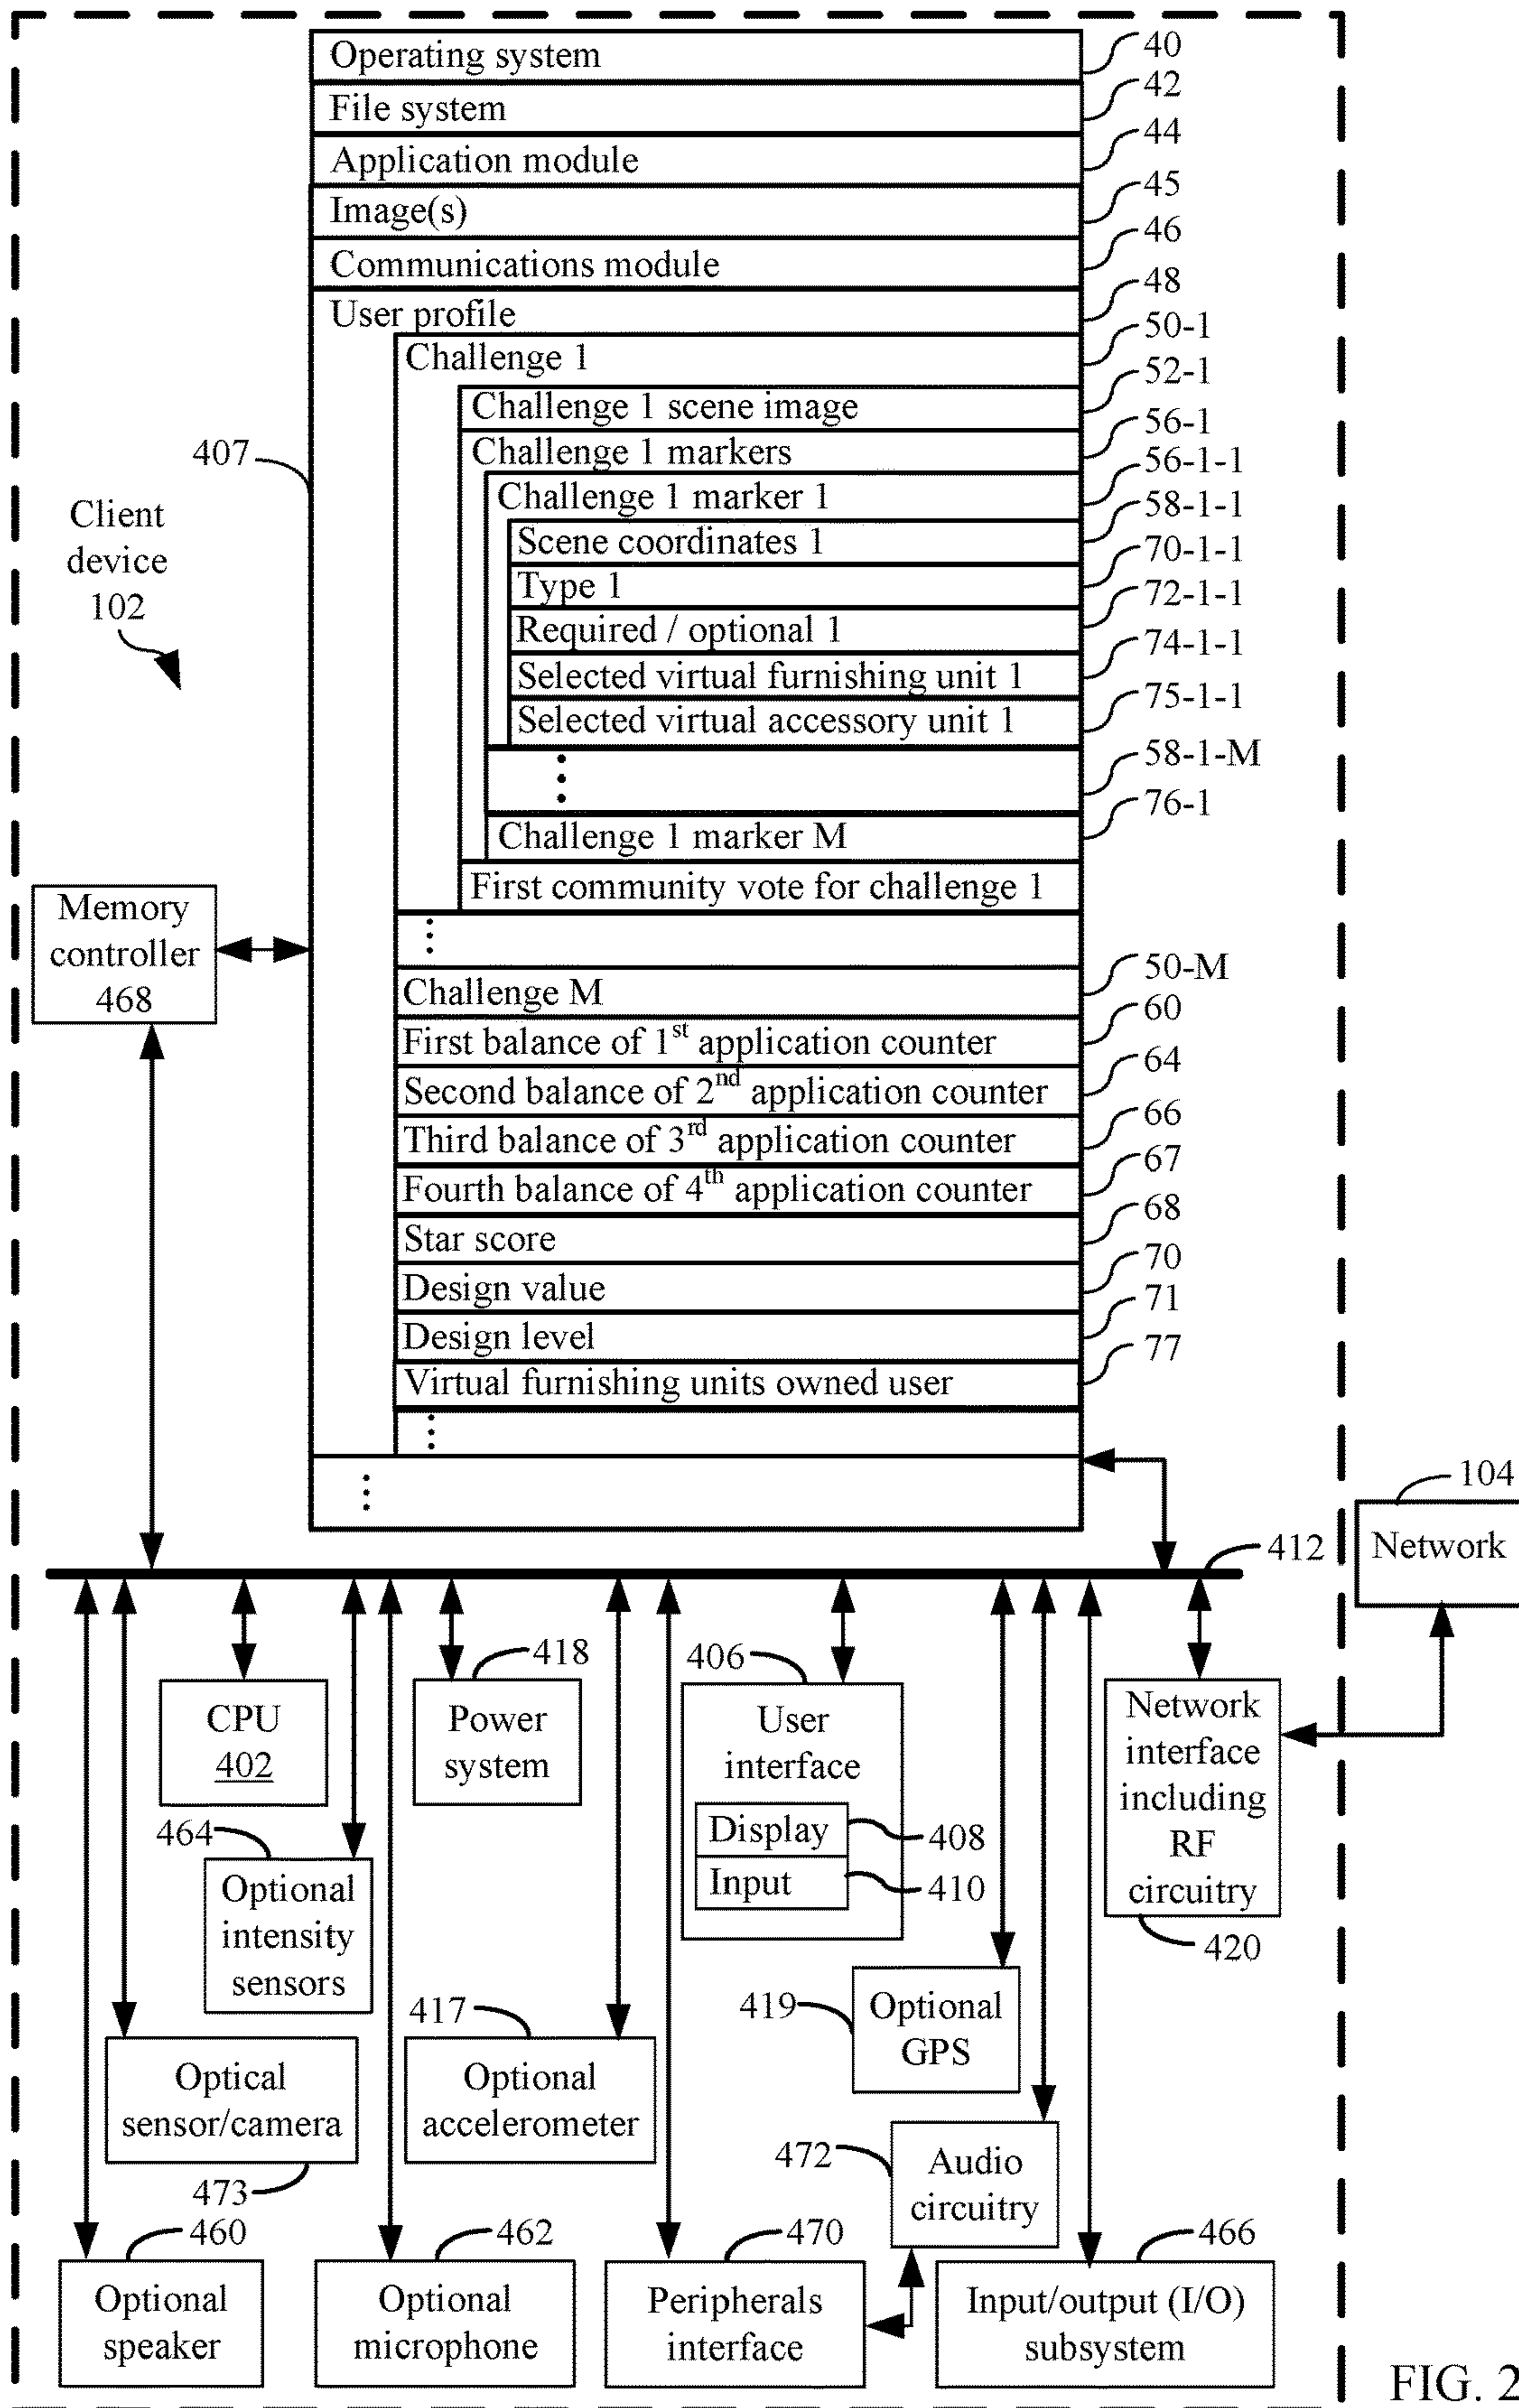 Operating system
40
File system
42
Application module
44
Image(s)
45
Communications module
46
User profile
48
Challenge 1
50-1
Challenge 1 scene image
52-1
Challenge 1 markers
56-1
Challenge 1 marker 1
56-1-1
Scene coordinates 1
58-1-1
Type 1
70-1-1
Required / optional 1
72-1-1
Selected virtual furnishing unit 1
74-1-1
Selected virtual accessory unit 1
75-1-1
58-1-M
Challenge 1 marker M
76-1
First community vote for challenge 1
Challenge M
50-M
First balance of 1st application counter
60
Second balance of 2nd application counter
64
Third balance of 3rd application counter
66
Fourth balance of 4th application counter
67
Star score
68
Design value
70
Design level
71
Virtual furnishing units owned user
77
407
Client
device
102
Memory
controller
468
412
104
Network
CPU
402
418
Power
system
406
User
interface
Display
408
Input
410
Network
interface
including
RF
circuitry
420
464
Optional
intensity
sensors
417
Optional
accelerometer
419
Optional
GPS
Optical
sensor/camera
473
472
Audio
circuitry
460
Optional
speaker
462
Optional
microphone
470
Peripherals
interface
466
Input/output (I/O)
subsystem
FIG. 2